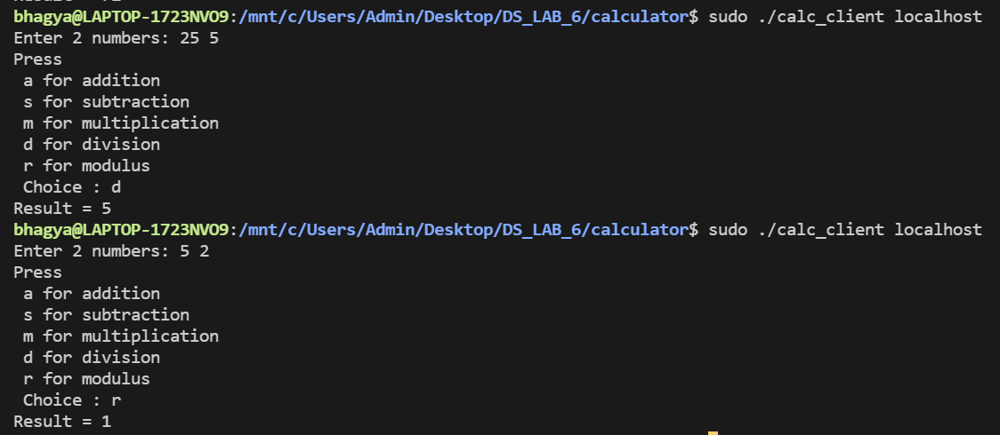 bhagya@LAPTOP-1723NVO9:/mnt/c/Users/Admin/Desktop/DS_LAB_6/calculator$ sudo ./calc_client localhost
Enter 2 numbers: 25 5
Press
 a for addition
 s for subtraction
 m for multiplication
 d for division
 r for modulus
 Choice : d
Result = 5
bhagya@LAPTOP-1723NVO9:/mnt/c/Users/Admin/Desktop/DS_LAB_6/calculator$ sudo ./calc_client localhost
Enter 2 numbers: 5 2
Press
 a for addition
 s for subtraction
 m for multiplication
 d for division
 r for modulus
 Choice : r
Result = 1